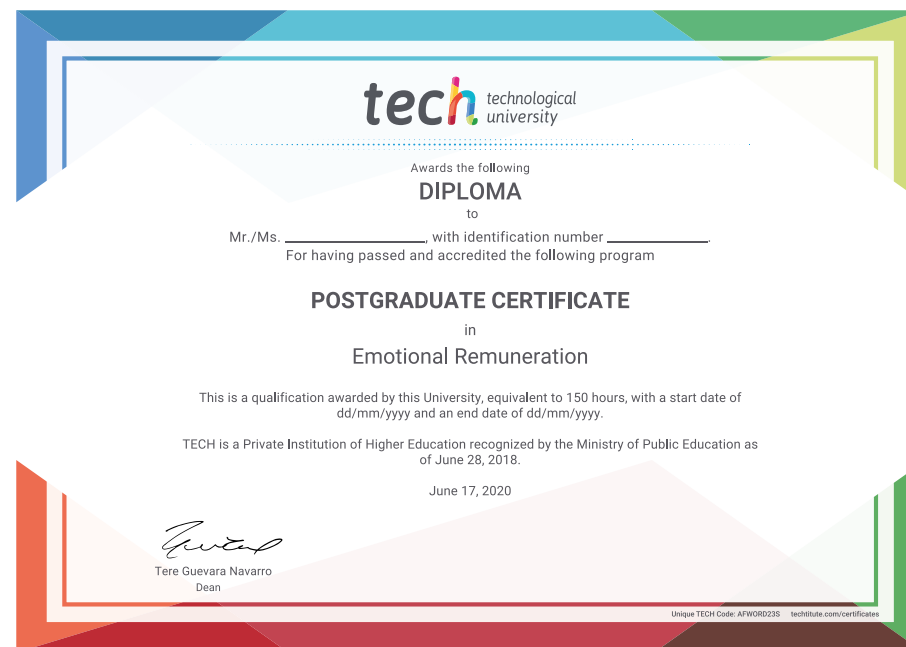 tech technological
university
Awards the following
DIPLOMA
to
Mr./Ms. ____________________, with identification number ______________.
For having passed and accredited the following program
POSTGRADUATE CERTIFICATE
in
Emotional Remuneration
This is a qualification awarded by this University, equivalent to 150 hours, with a start date of
dd/mm/yyyy and an end date of dd/mm/yyyy.
TECH is a Private Institution of Higher Education recognized by the Ministry of Public Education as
of June 28, 2018.
June 17, 2020
Tere Guevara Navarro
Dean
Unique TECH Code: AFWORD23S techtitute.com/certificates